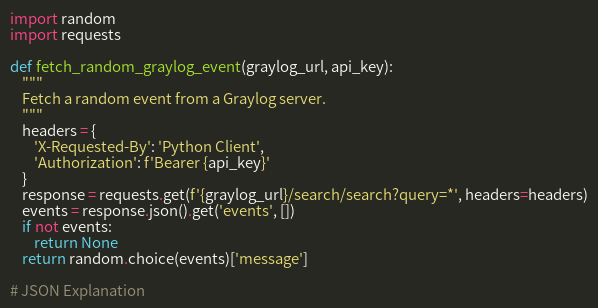 import random
import requests

def fetch_random_graylog_event(graylog_url, api_key):
    """
    Fetch a random event from a Graylog server.
    """
    headers = {
        'X-Requested-By': 'Python Client',
        'Authorization': f'Bearer {api_key}'
    }
    response = requests.get(f'{graylog_url}/search/search?query=*', headers=headers)
    events = response.json().get('events', [])
    if not events:
        return None
    return random.choice(events)['message']

# JSON Explanation